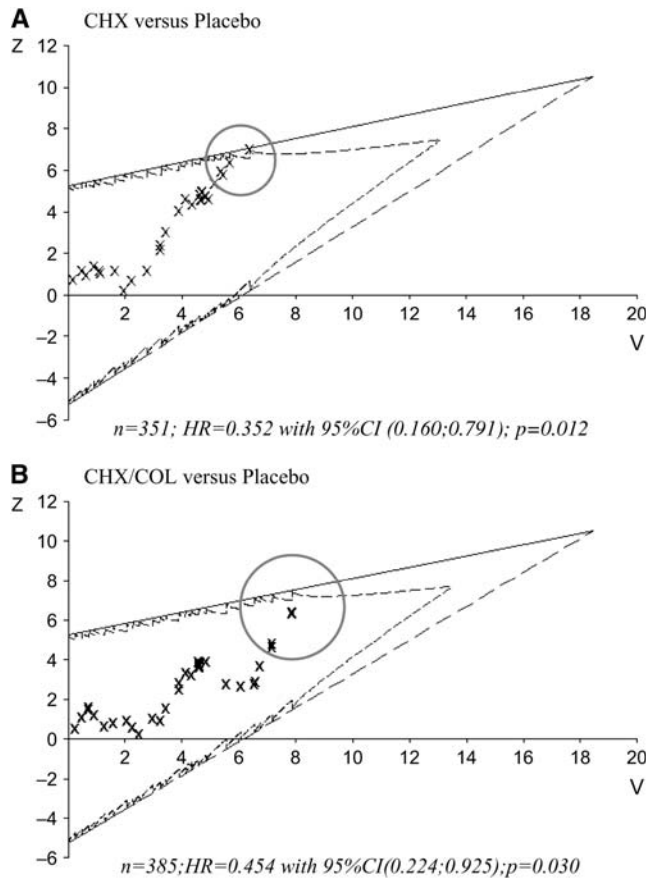 A CHX versus Placebo
Z
12
10
8
6
4
2
0
−2
−4
−6
2 4 6 8 10 12 14 16 18 20
V
n=351; HR=0.352 with 95%CI (0.160;0.791); p=0.012
B CHX/COL versus Placebo
Z
12
10
8
6
4
2
0
−2
−4
−6
2 4 6 8 10 12 14 16 18 20
V
n=385;HR=0.454 with 95%CI(0.224;0.925);p=0.030